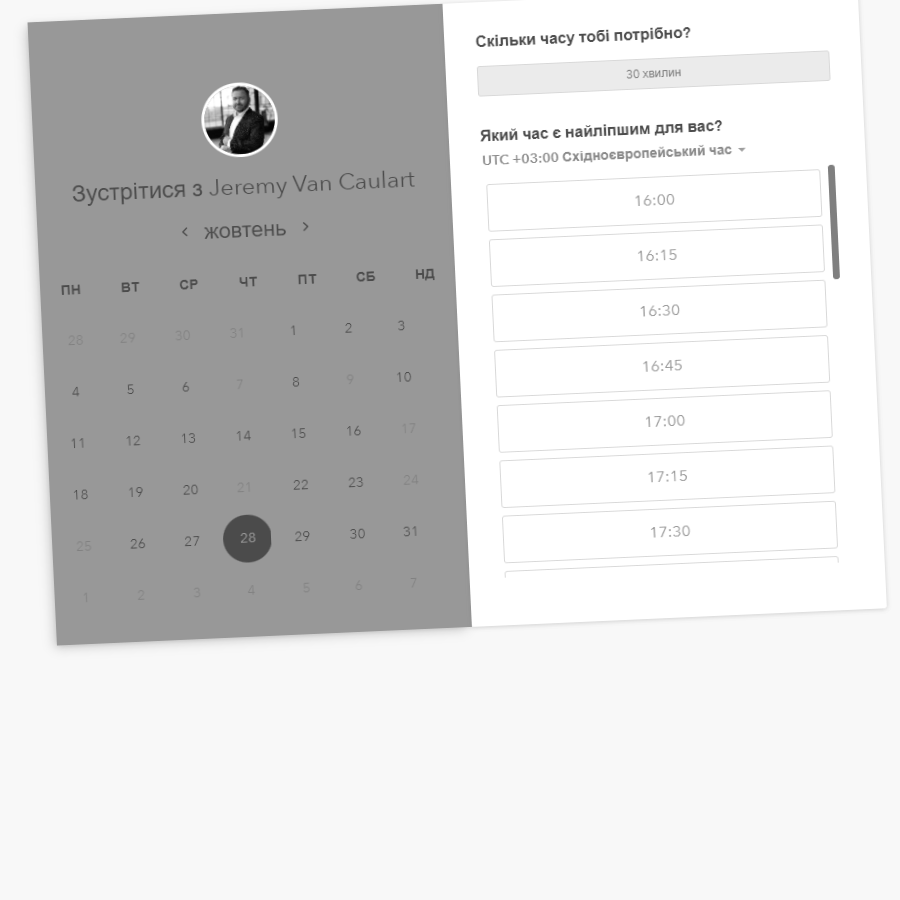 Зустрітися з Jeremy Van Caulart
жовтень
ПН ВТ СР ЧТ ПТ СБ НД
28 29 30 31 1 2 3
4 5 6 7 8 9 10
11 12 13 14 15 16 17
18 19 20 21 22 23 24
25 26 27 28 29 30 31
1 2 3 4 5 6 7
Скільки часу тобі потрібно?
30 хвилин
Який час є найліпшим для вас?
UTC +03:00 Східноєвропейський час
16:00
16:15
16:30
16:45
17:00
17:15
17:30